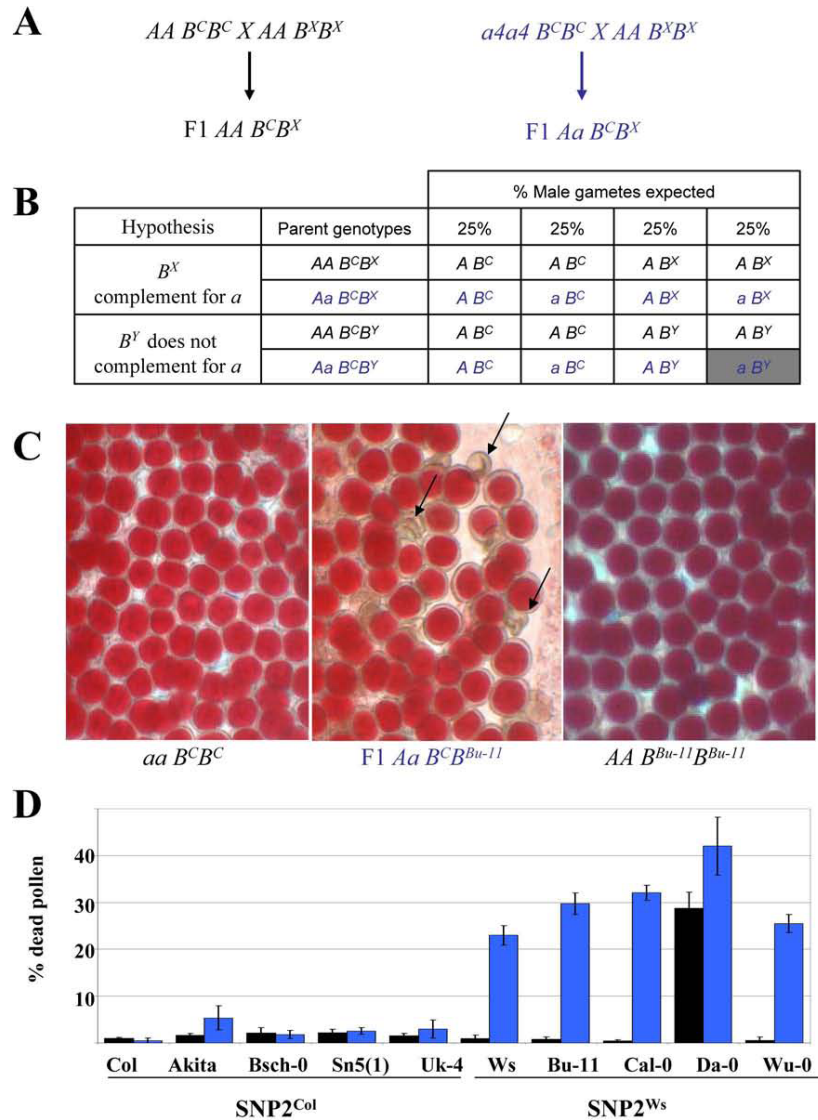 A
AA B^C B^C X AA B^X B^X
a4a4 B^C B^C X AA B^X B^X
F1 AA B^C B^X
F1 Aa B^C B^X
B
% Male gametes expected
Hypothesis Parent genotypes 25% 25% 25% 25%
B^X
complement for a
AA B^C B^X A B^C A B^C A B^X A B^X
Aa B^C B^X A B^C a B^C A B^X a B^X
B^Y does not
complement for a
AA B^C B^Y A B^C A B^C A B^Y A B^Y
Aa B^C B^Y A B^C a B^C A B^Y a B^Y
C
aa B^C B^C
F1 Aa B^C B^Bu-11
AA B^Bu-11 B^Bu-11
D
% dead pollen
40
30
20
10
Col Akita Bsch-0 Sn5(1) Uk-4 Ws Bu-11 Cal-0 Da-0 Wu-0
SNP2^Col SNP2^Ws